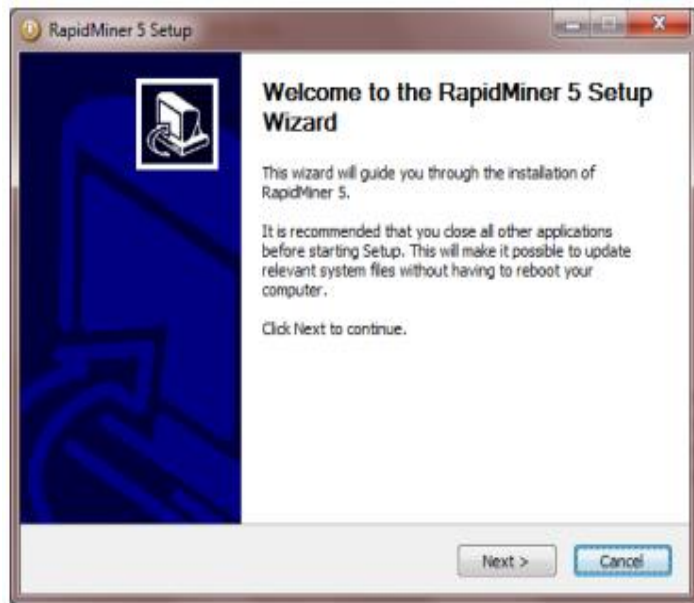 RapidMiner 5 Setup
Welcome to the RapidMiner 5 Setup
Wizard
This wizard will guide you through the installation of
RapidMiner 5.
It is recommended that you close all other applications
before starting Setup. This will make it possible to update
relevant system files without having to reboot your
computer.
Click Next to continue.
Next >
Cancel